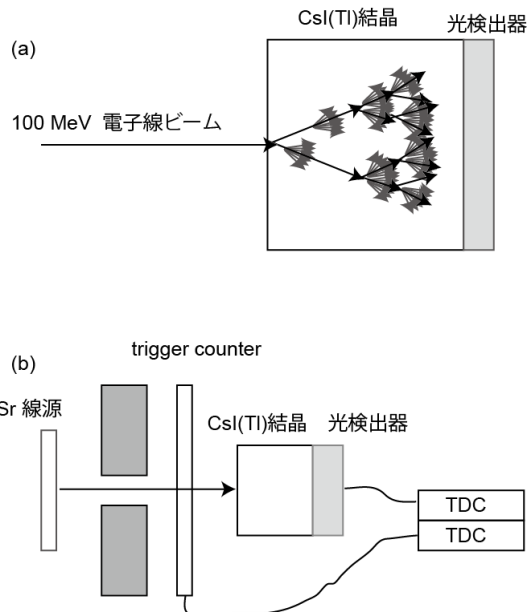 (a)
CsI(Tl)結晶
光検出器
100 MeV 電子線ビーム
(b)
trigger counter
Sr 線源
CsI(Tl)結晶
光検出器
TDC
TDC